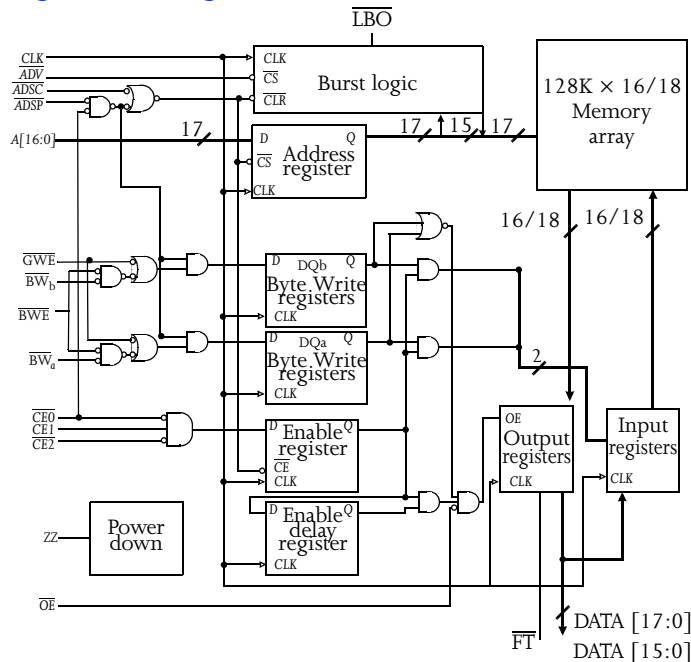 LBO
CLK
ADV
ADSC
ADSP
A[16:0]
17
CLK
CS
CLR
Burst logic
D
Q
CS
CLK
Address
register
17
15
17
128K × 16/18
Memory
array
16/18
16/18
GWE
BWb
BWE
BWa
D
DQb
Q
Byte Write
registers
CLK
D
DQa
Q
Byte Write
registers
CLK
2
CE0
CE1
CE2
D
Q
Enable
register
CE
CLK
D
Q
Enable
delay
register
CLK
OE
Output
registers
CLK
Input
registers
CLK
ZZ
Power
down
OE
FT
DATA [17:0]
DATA [15:0]